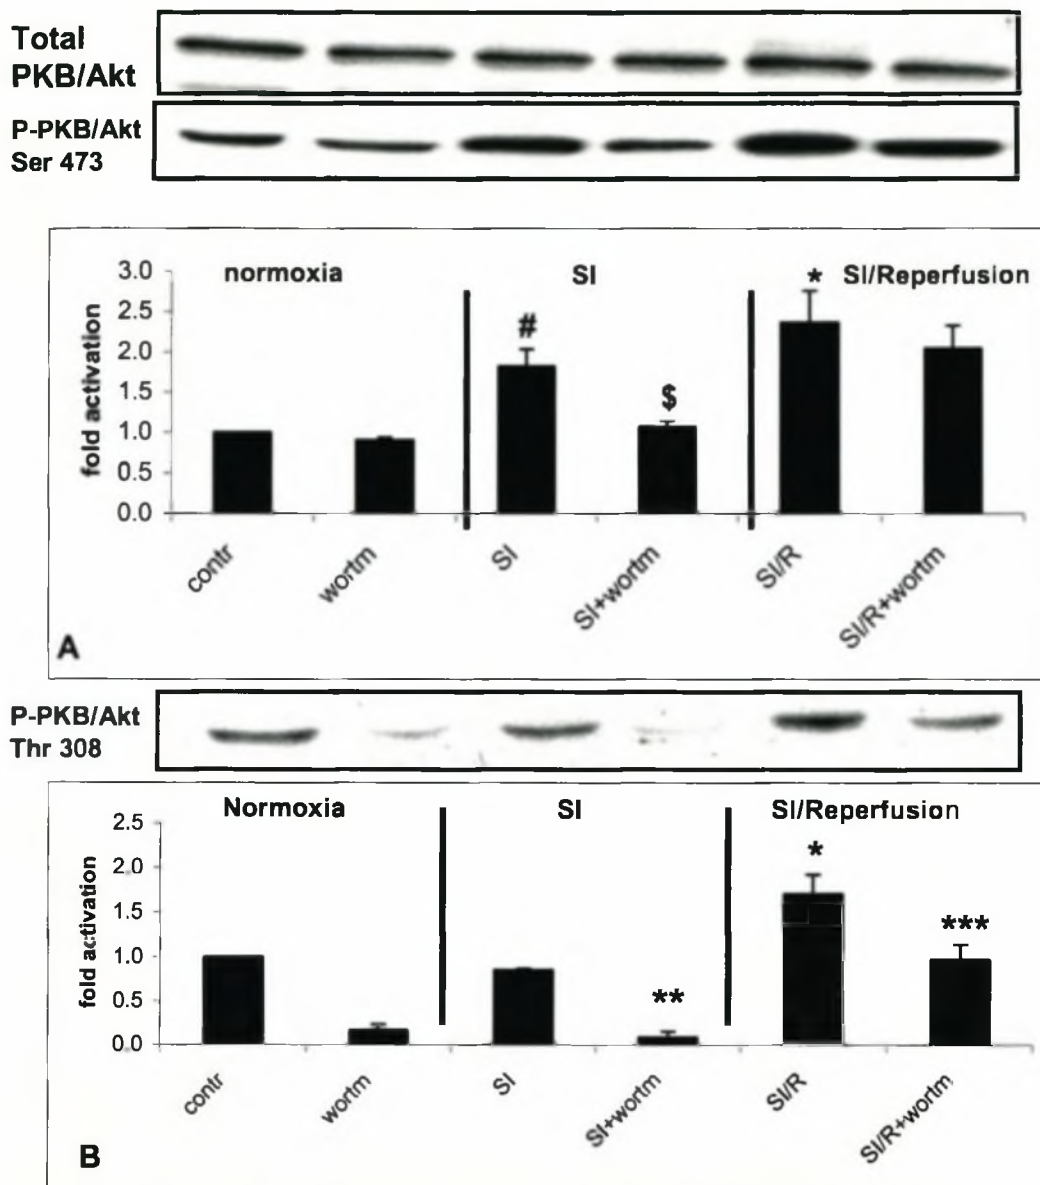 Total
PKB/Akt
P-PKB/Akt
Ser 473
normoxia SI * SI/Reperfusion
3.0
2.5
2.0
1.5
1.0
0.5
0.0
fold activation
#
$
contr wortm SI SI+wortm SI/R SI/R+wortm
A
P-PKB/Akt
Thr 308
Normoxia SI SI/Reperfusion
2.5
2.0
1.5
1.0
0.5
0.0
fold activation
*
***
**
contr wortm SI SI+wortm SI/R SI/R+wortm
B